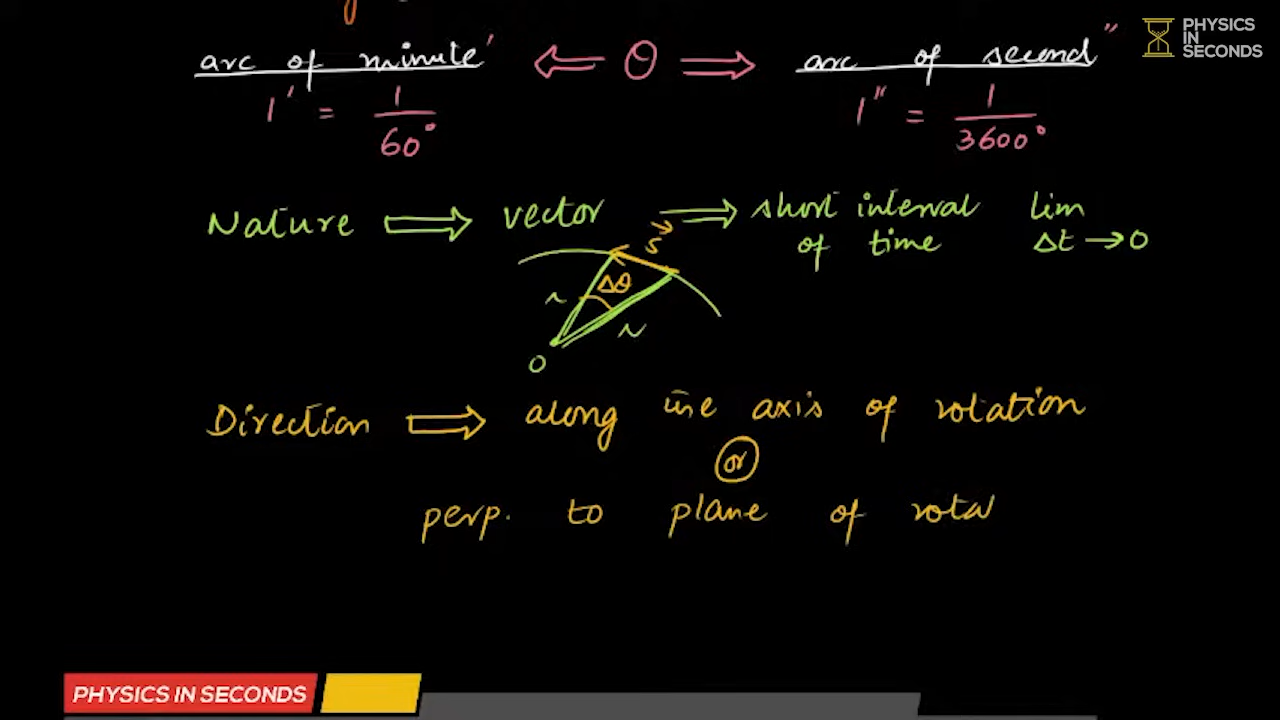 PHYSICS
IN
SECONDS
arc of minute ' ⇐ θ ⇒ arc of second "
1' = 1/60° 1" = 1/3600°
Nature ⇒ vector ⇒ short interval lim
of time Δt → 0
s
Δθ
r
r
O
Direction ⇒ along the axis of rotation
or
perp. to plane of rotat
PHYSICS IN SECONDS